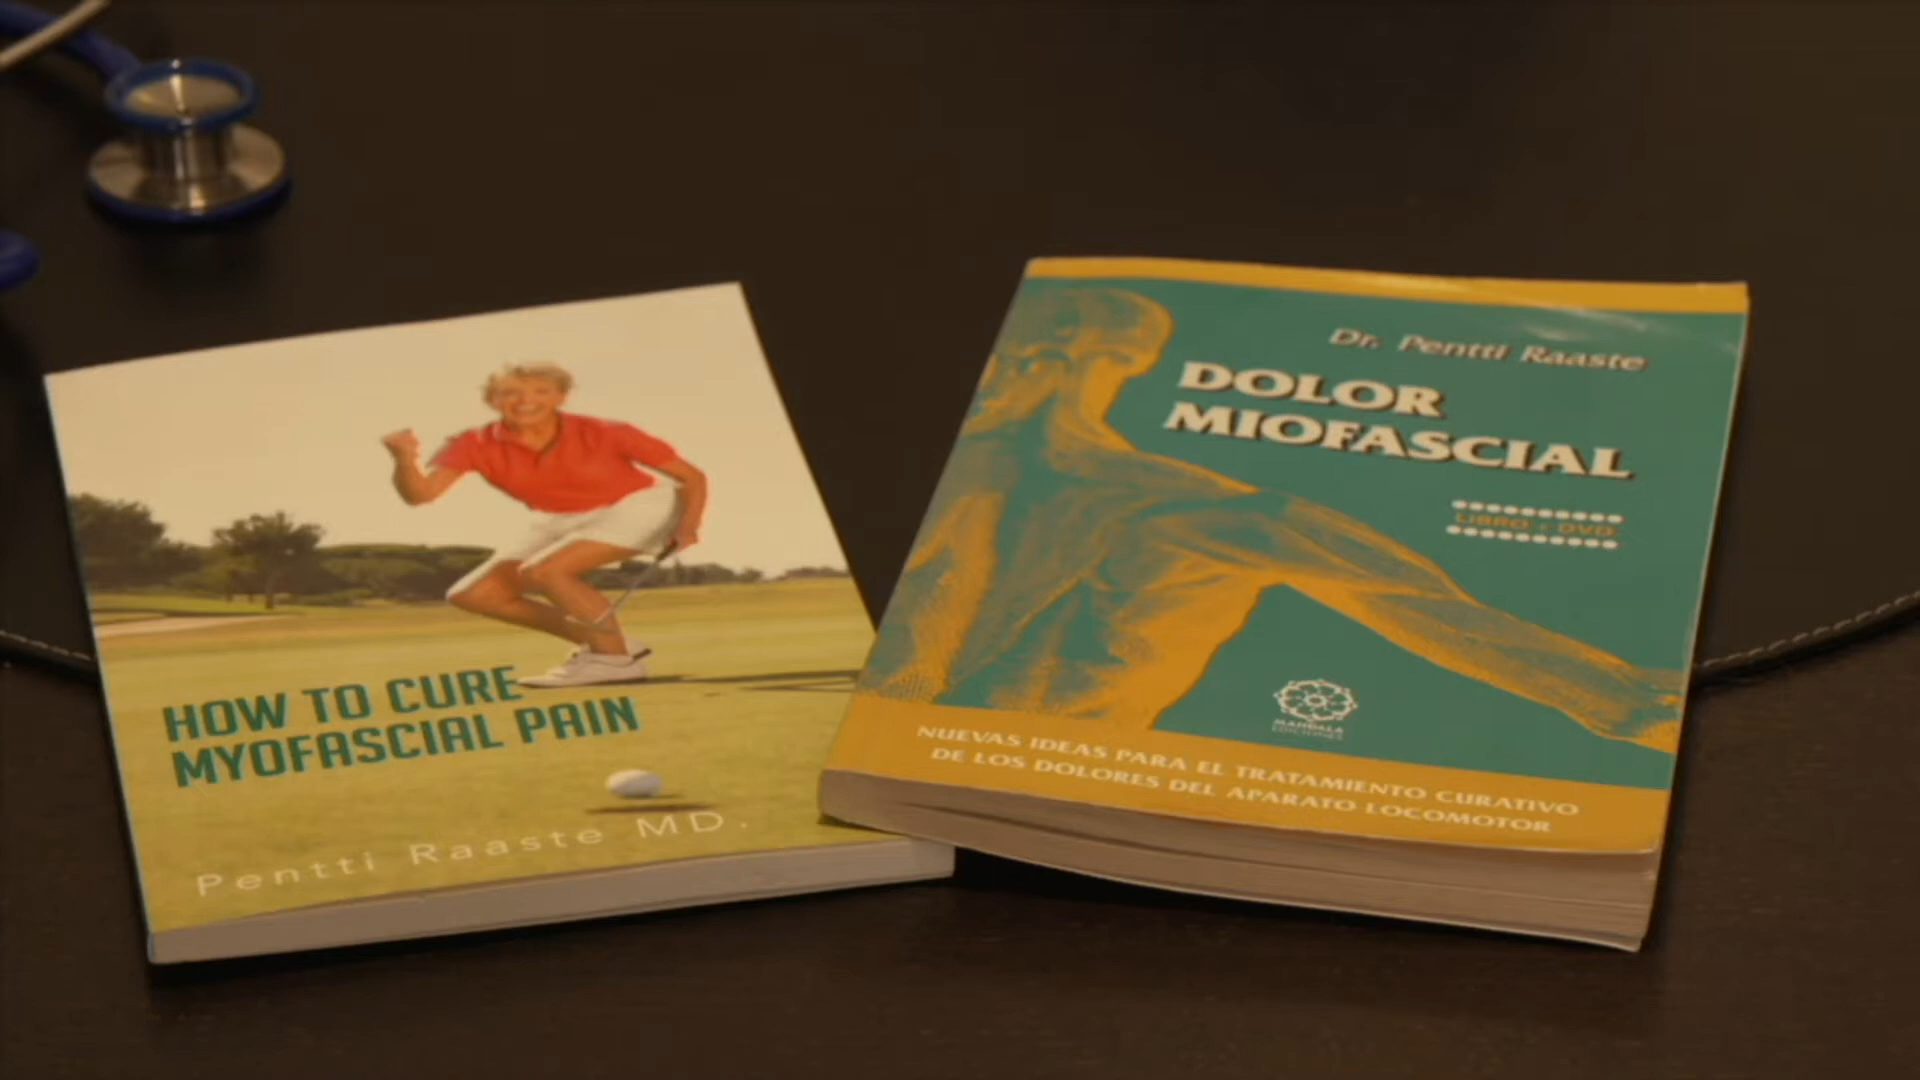 HOW TO CURE
MYOFASCIAL PAIN
Pentti Raaste MD.
Dr. Pentti Raaste
DOLOR
MIOFASCIAL
LIBRO + DVD
MANDALA
EDICIONES
NUEVAS IDEAS PARA EL TRATAMIENTO CURATIVO
DE LOS DOLORES DEL APARATO LOCOMOTOR